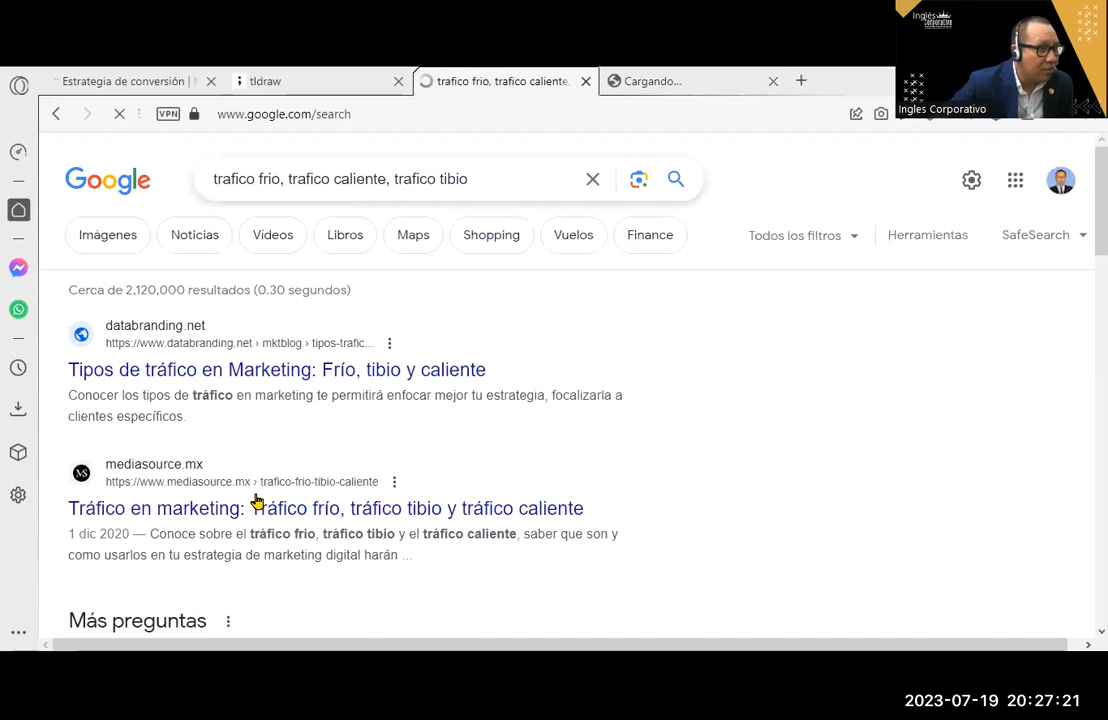 Inglés
Corporativo
Ingles Corporativo
Estrategia de conversión |
tldraw
trafico frio, trafico caliente,
Cargando...
VPN
www.google.com/search
Google
trafico frio, trafico caliente, trafico tibio
Imágenes
Noticias
Vídeos
Libros
Maps
Shopping
Vuelos
Finance
Todos los filtros
Herramientas
SafeSearch
Cerca de 2,120,000 resultados (0.30 segundos)
databranding.net
https://www.databranding.net › mktblog › tipos-trafic...
Tipos de tráfico en Marketing: Frío, tibio y caliente
Conocer los tipos de tráfico en marketing te permitirá enfocar mejor tu estrategia, focalizarla a
clientes específicos.
MS
mediasource.mx
https://www.mediasource.mx › trafico-frio-tibio-caliente
Tráfico en marketing: Tráfico frío, tráfico tibio y tráfico caliente
1 dic 2020 — Conoce sobre el tráfico frio, tráfico tibio y el tráfico caliente, saber que son y
como usarlos en tu estrategia de marketing digital harán ...
Más preguntas
2023-07-19 20:27:21